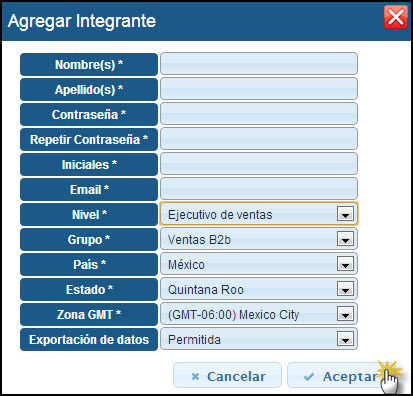 Agregar Integrante
Nombre(s) *
Apellido(s) *
Contraseña *
Repetir Contraseña *
Iniciales *
Email *
Nivel * Ejecutivo de ventas
Grupo * Ventas B2b
País * México
Estado * Quintana Roo
Zona GMT * (GMT-06:00) Mexico City
Exportación de datos Permitida
Cancelar Aceptar